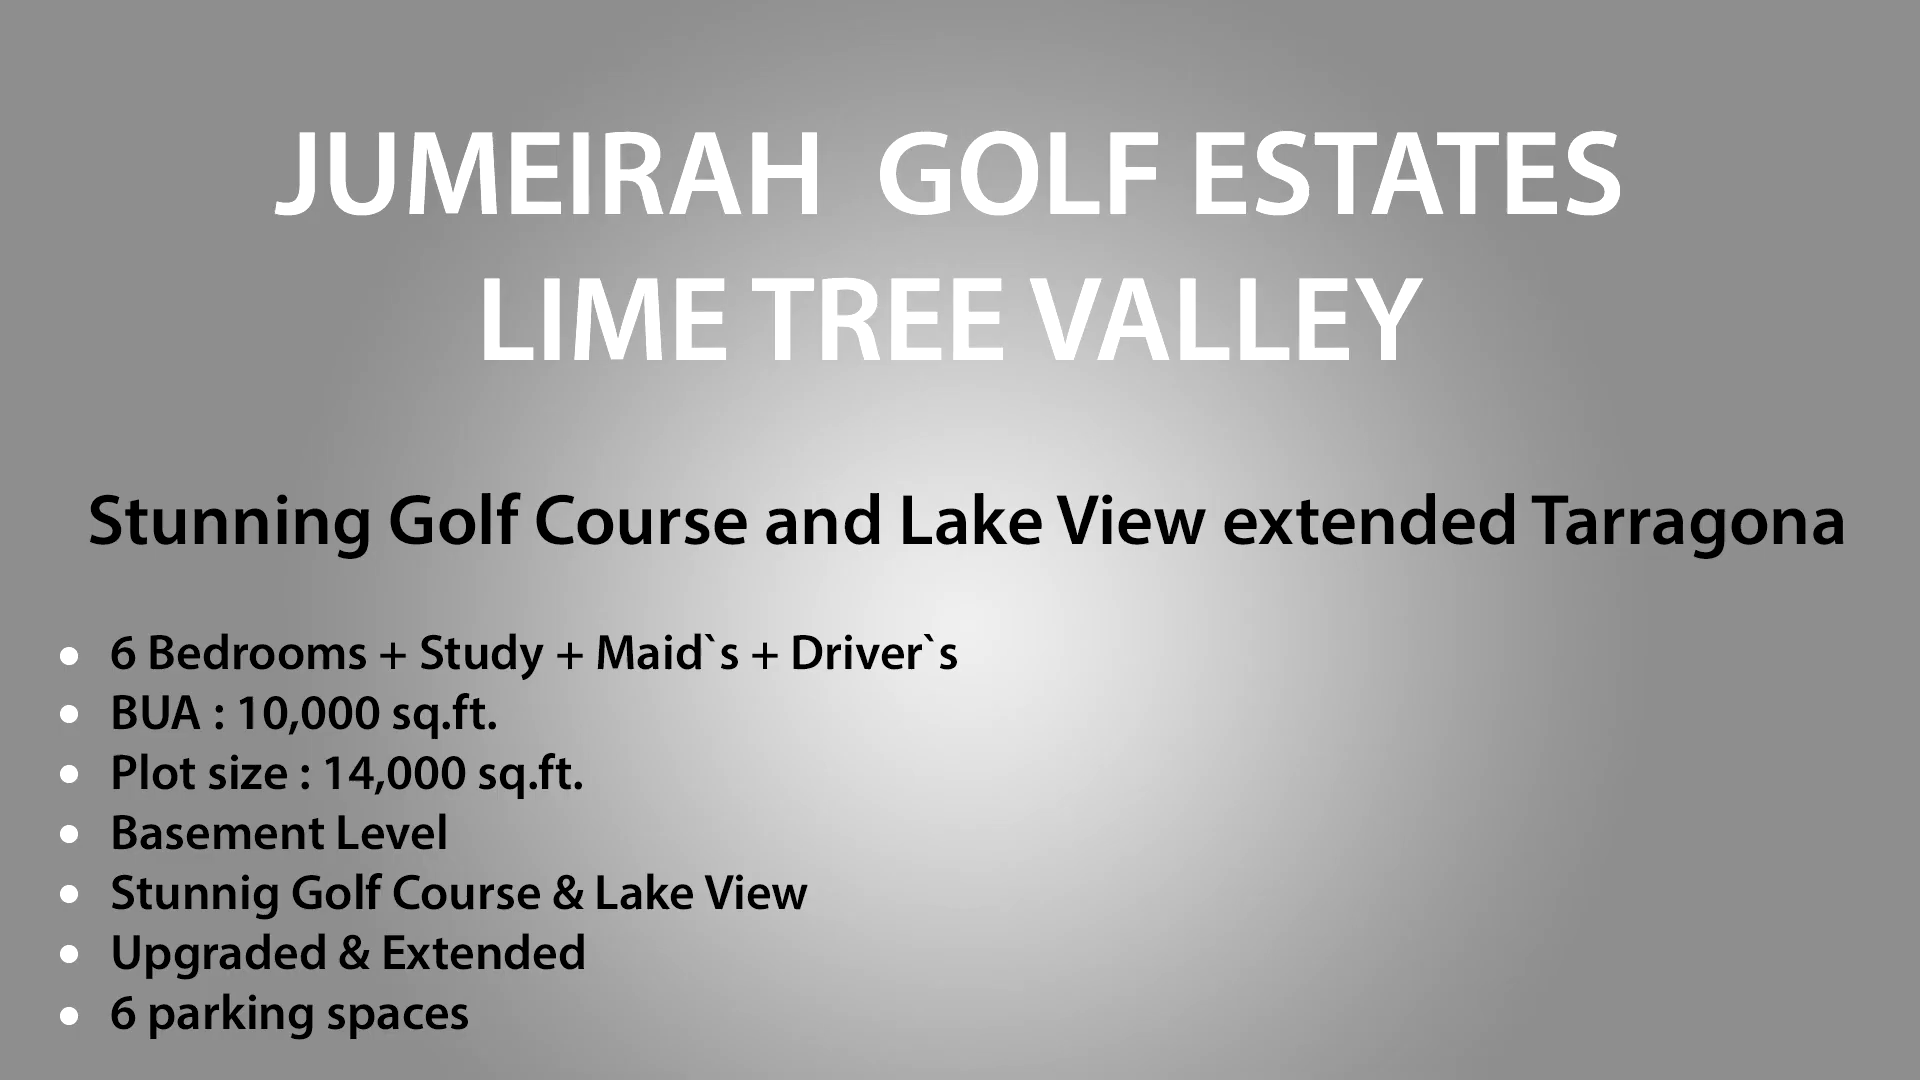 JUMEIRAH  GOLF ESTATES
LIME TREE VALLEY
Stunning Golf Course and Lake View extended Tarragona
• 6 Bedrooms + Study + Maid`s + Driver`s
• BUA : 10,000 sq.ft.
• Plot size : 14,000 sq.ft.
• Basement Level
• Stunnig Golf Course & Lake View
• Upgraded & Extended
• 6 parking spaces